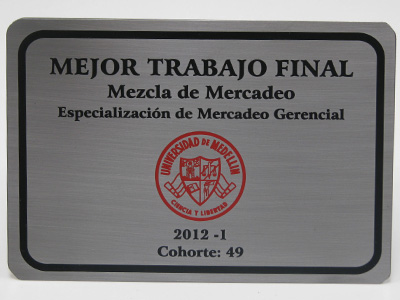 MEJOR TRABAJO FINAL
Mezcla de Mercadeo
Especialización de Mercadeo Gerencial
UNIVERSIDAD DE MEDELLIN
CIENCIA Y LIBERTAD
2012 -1
Cohorte: 49